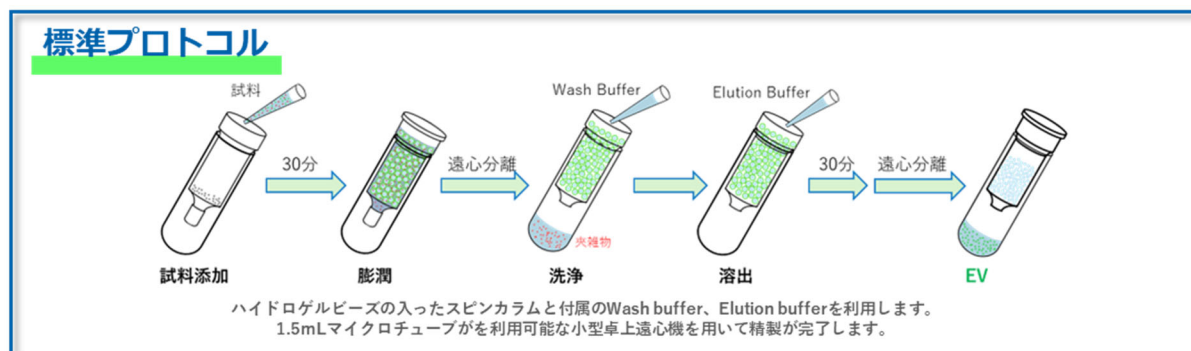 標準プロトコル
試料
Wash Buffer
Elution Buffer
30分
遠心分離
30分
遠心分離
夾雑物
試料添加
膨潤
洗浄
溶出
EV
ハイドロゲルビーズの入ったスピンカラムと付属のWash buffer、Elution bufferを利用します。
1.5mLマイクロチューブがを利用可能な小型卓上遠心機を用いて精製が完了します。